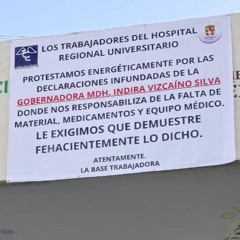 LOS TRABAJADORES DEL HOSPITAL
REGIONAL UNIVERSITARIO
PROTESTAMOS ENERGÉTICAMENTE POR LAS
DECLARACIONES INFUNDADAS DE LA
GOBERNADORA MDH. INDIRA VIZCAÍNO SILVA
DONDE NOS RESPONSABILIZA DE LA FALTA DE
MATERIAL, MEDICAMENTOS Y EQUIPO MÉDICO.
LE EXIGIMOS QUE DEMUESTRE
FEHACIENTEMENTE LO DICHO.
ATENTAMENTE.
LA BASE TRABAJADORA